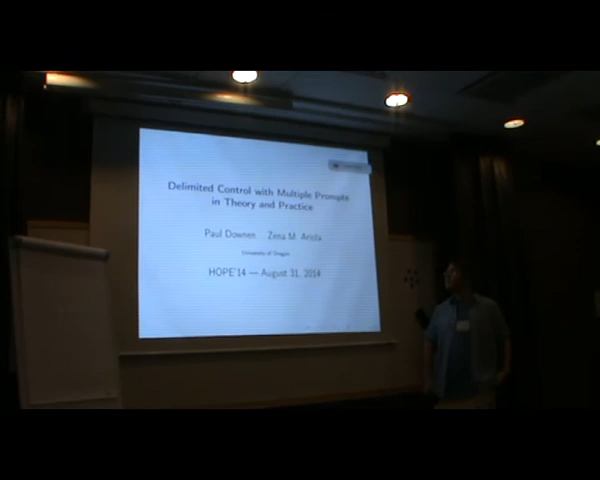 Delimited Control with Multiple Prompts
in Theory and Practice
Paul Downen Zena M. Ariola
University of Oregon
HOPE'14 — August 31, 2014